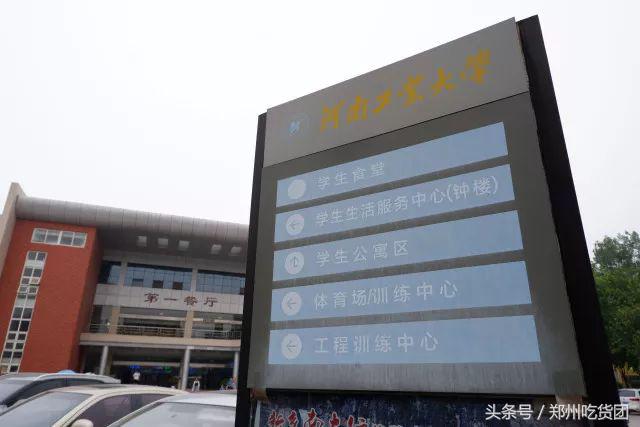 河南工业大学
学生食堂
学生生活服务中心(钟楼)
学生公寓区
体育场/训练中心
工程训练中心
第一餐厅
头条号 / 郑州吃货团